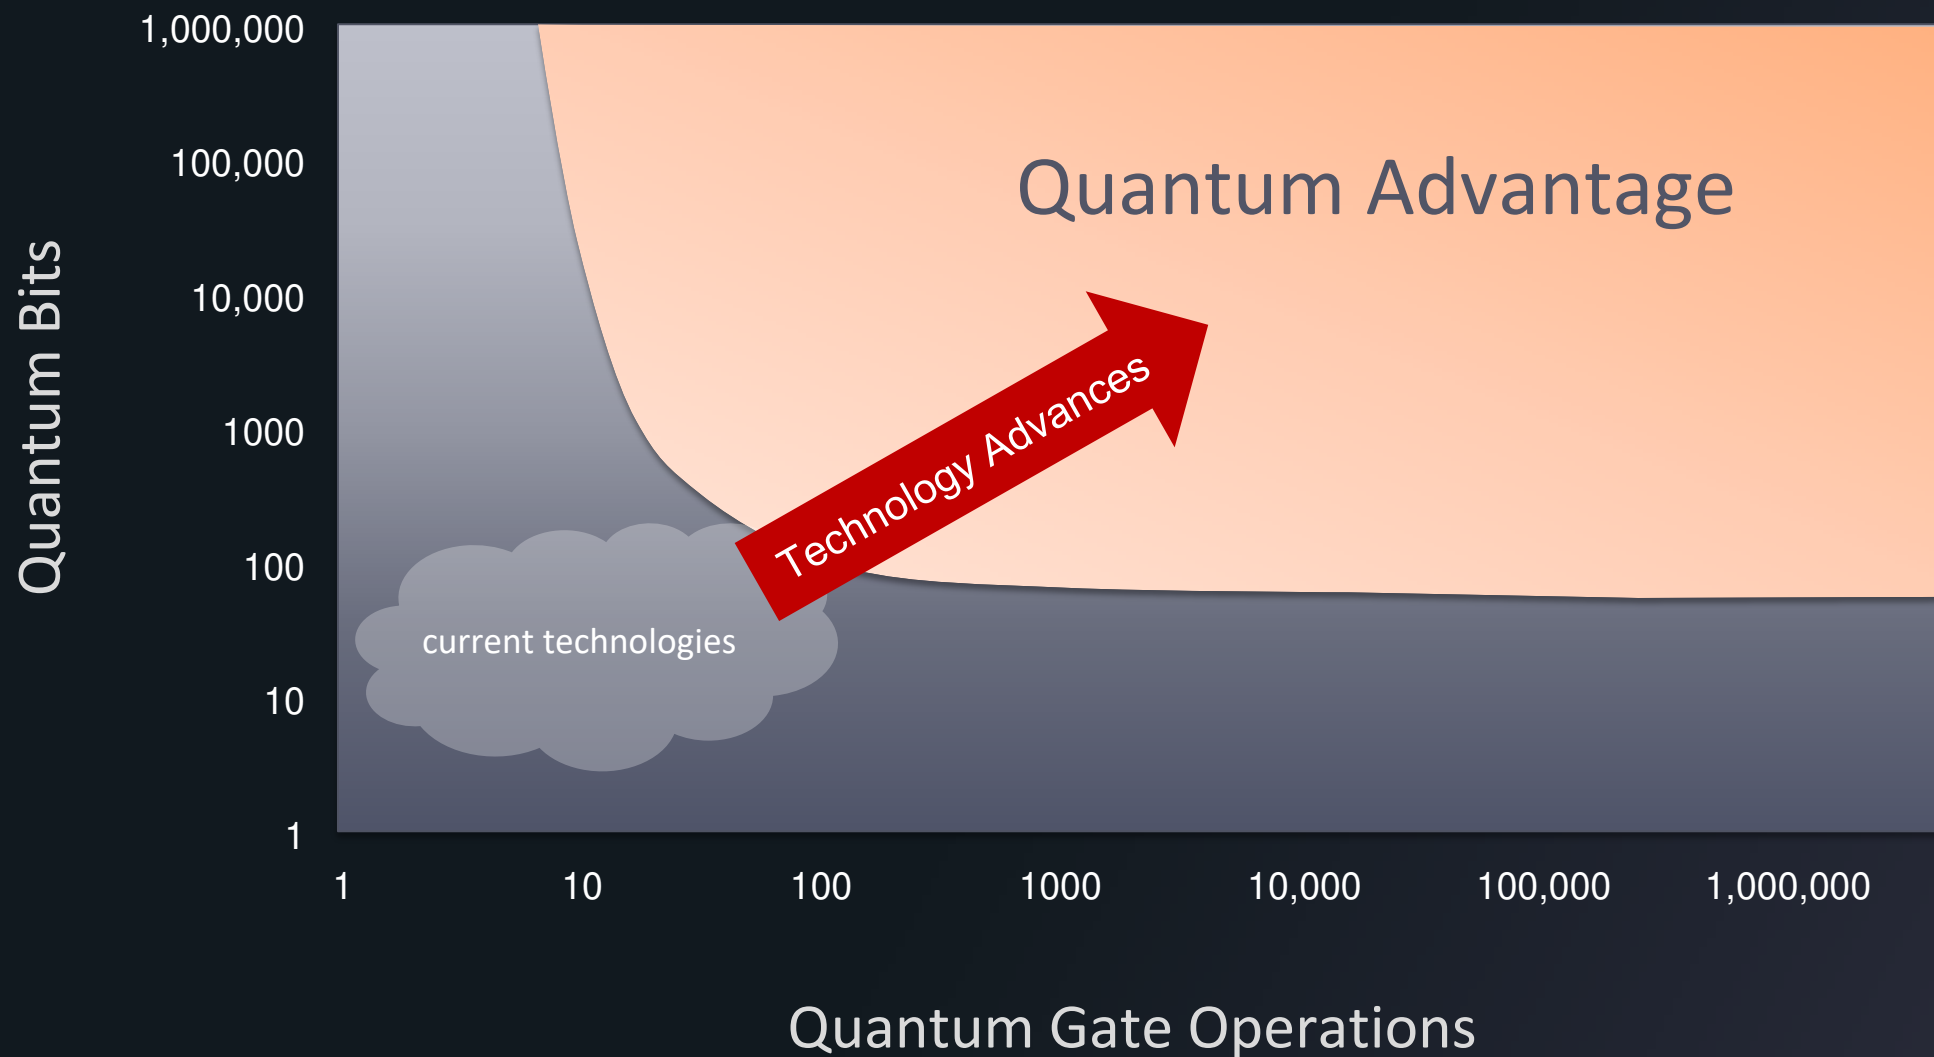 1,000,000
100,000
10,000
1000
100
10
1
Quantum Bits
Quantum Advantage
Technology Advances
current technologies
1 10 100 1000 10,000 100,000 1,000,000
Quantum Gate Operations